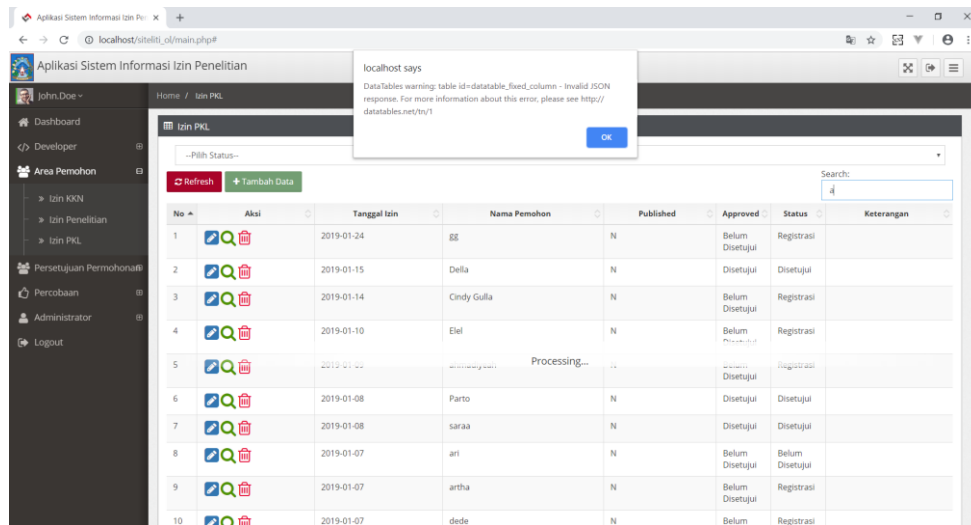 Aplikasi Sistem Informasi Izin Pen
localhost/siteliti_ol/main.php#
Aplikasi Sistem Informasi Izin Penelitian
localhost says
DataTables warning: table id=datatable_fixed_column - Invalid JSON
response. For more information about this error, please see http://
datatables.net/tn/1
OK
John.Doe
Home / Izin PKL
Dashboard
Developer
Area Pemohon
Izin KKN
Izin Penelitian
Izin PKL
Persetujuan Permohonan
Percobaan
Administrator
Logout
Izin PKL
--Pilih Status--
Refresh
+ Tambah Data
Search:
a
No Aksi Tanggal Izin Nama Pemohon Published Approved Status Keterangan
1 2019-01-24 gg N Belum Disetujui Registrasi
2 2019-01-15 Della N Disetujui Disetujui
3 2019-01-14 Cindy Gulla N Belum Disetujui Registrasi
4 2019-01-10 Elel N Belum Registrasi
Processing...
5 Disetujui
6 2019-01-08 Parto N Disetujui Disetujui
7 2019-01-08 saraa N Disetujui Disetujui
8 2019-01-07 ari N Belum Disetujui Belum Disetujui
9 2019-01-07 artha N Belum Disetujui Registrasi
10 2019-01-07 dede N Belum Registrasi